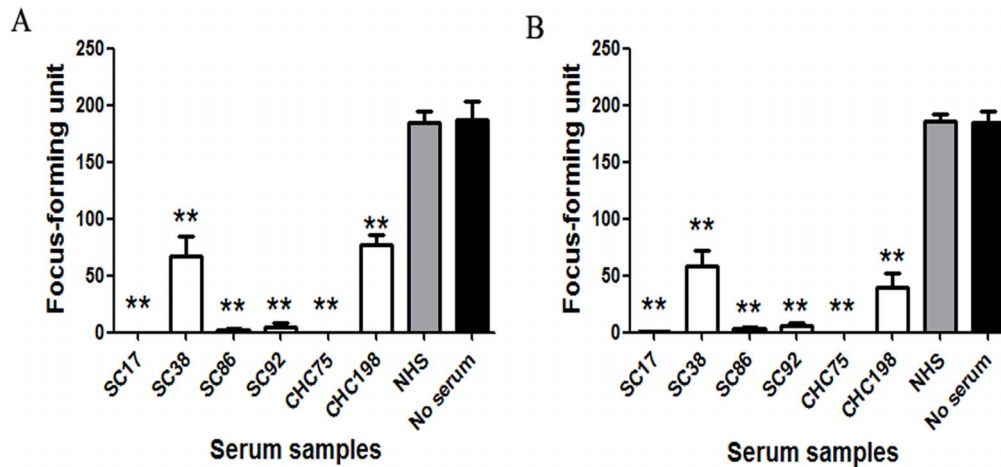 A
Focus-forming unit
250
200
150
100
50
0
** ** ** ** ** **
SC17 SC38 SC86 SC92 CHC75 CHC198 NHS No serum
Serum samples
B
Focus-forming unit
250
200
150
100
50
0
** ** ** ** ** **
SC17 SC38 SC86 SC92 CHC75 CHC198 NHS No serum
Serum samples